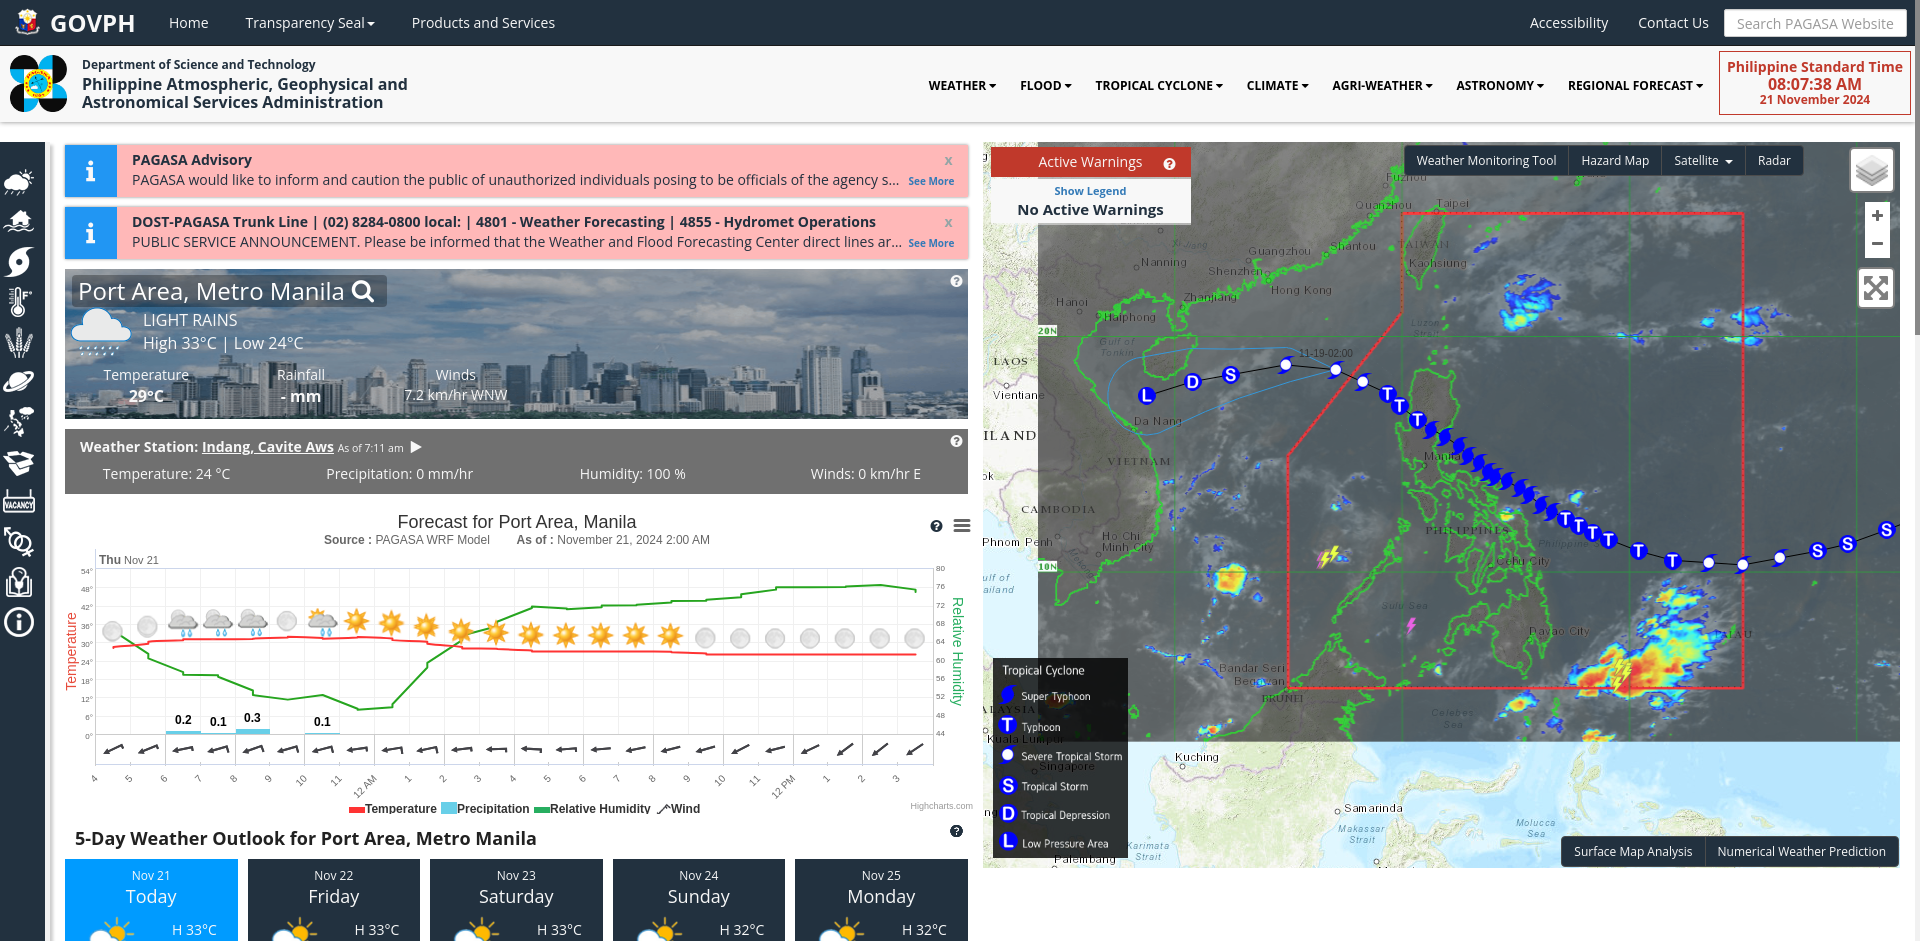 GOVPH
Home
Transparency Seal
Products and Services
Accessibility
Contact Us
Search PAGASA Website
Department of Science and Technology
Philippine Atmospheric, Geophysical and
Astronomical Services Administration
WEATHER
FLOOD
TROPICAL CYCLONE
CLIMATE
AGRI-WEATHER
ASTRONOMY
REGIONAL FORECAST
Philippine Standard Time
08:07:38 AM
21 November 2024
VACANCY
PAGASA Advisory
x
PAGASA would like to inform and caution the public of unauthorized individuals posing to be officials of the agency s... See More
DOST-PAGASA Trunk Line | (02) 8284-0800 local: | 4801 - Weather Forecasting | 4855 - Hydromet Operations
x
PUBLIC SERVICE ANNOUNCEMENT. Please be informed that the Weather and Flood Forecasting Center direct lines ar... See More
Port Area, Metro Manila
LIGHT RAINS
High 33°C | Low 24°C
Temperature Rainfall Winds
29°C - mm 7.2 km/hr WNW
Weather Station: Indang, Cavite Aws As of 7:11 am
Temperature: 24 °C Precipitation: 0 mm/hr Humidity: 100 % Winds: 0 km/hr E
Forecast for Port Area, Manila
Source : PAGASA WRF Model As of : November 21, 2024 2:00 AM
Thu Nov 21
Temperature
54°
48°
42°
36°
30°
24°
18°
12°
6°
0°
80
76
72
68
64
60
56
52
48
44
Relative Humidity
0.2 0.1 0.3 0.1
4 5 6 7 8 9 10 11 12 AM 1 2 3 4 5 6 7 8 9 10 11 12 PM 1 2 3
Temperature Precipitation Relative Humidity Wind
Highcharts.com
5-Day Weather Outlook for Port Area, Metro Manila
Nov 21
Today
H 33°C
Nov 22
Friday
H 33°C
Nov 23
Saturday
H 33°C
Nov 24
Sunday
H 32°C
Nov 25
Monday
H 32°C
Active Warnings
Show Legend
No Active Warnings
Weather Monitoring Tool
Hazard Map
Satellite
Radar
+
−
Fuzhou
Quanzhou
Taipei
TAIWAN
Kaohsiung
Guangzhou
Shantou
Nanning
Shenzhen
Hong Kong
Zhanjiang
Hanoi
Haiphong
Gulf of
Tonkin
Luzon
Strait
20N
LAOS
11-19-02:00
Vientiane
Da Nang
ILAND
VIETNAM
Manila
CAMBODIA
Phnom Penh
Ho Chi
Minh City
PHILIPPINES
Philippine
Cebu City
10N
ulf of
ailand
Sulu Sea
Davao City
PALAU
Bandar Seri
Begawan
BRUNEI
Celebes
Sea
L D S T T T T T T T T T S S S
Tropical Cyclone
Super Typhoon
T Typhoon
Severe Tropical Storm
S Tropical Storm
D Tropical Depression
L Low Pressure Area
ALAYSIA
Kuala Lumpur
Singapore
Kuching
Samarinda
Makassar
Strait
Molucca
Sea
Karimata
Strait
Palembang
Surface Map Analysis
Numerical Weather Prediction